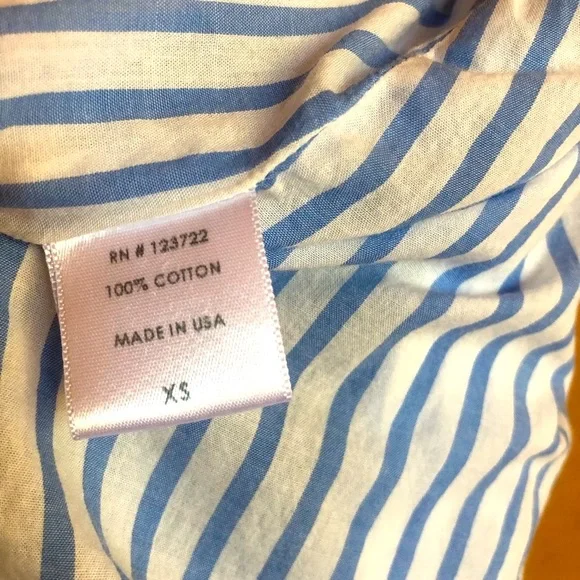 RN # 123722
100% COTTON
MADE IN USA
XS